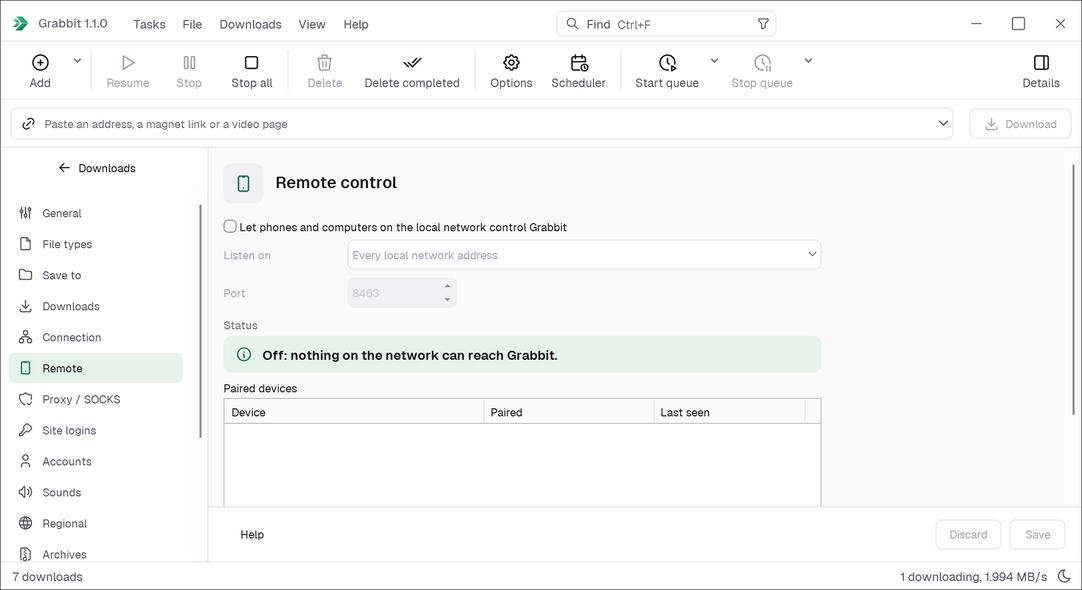 Grabbit 1.1.0 Tasks File Downloads View Help Find Ctrl+F
Add Resume Stop Stop all Delete Delete completed Options Scheduler Start queue Stop queue Details
Paste an address, a magnet link or a video page Download
Downloads
General
File types
Save to
Downloads
Connection
Remote
Proxy / SOCKS
Site logins
Accounts
Sounds
Regional
Archives
Remote control
Let phones and computers on the local network control Grabbit
Listen on Every local network address
Port 8463
Status
Off: nothing on the network can reach Grabbit.
Paired devices
Device Paired Last seen
Help Discard Save
7 downloads 1 downloading, 1.994 MB/s